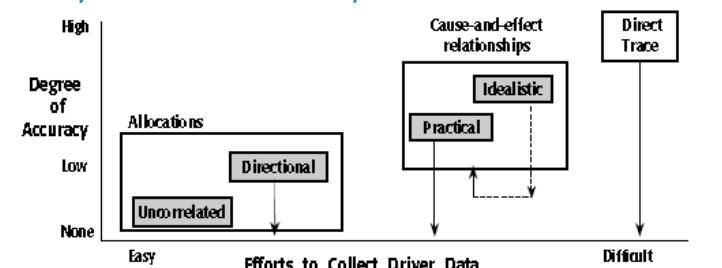 High
Degree
of
Accuracy
Low
None
Allocations
Directional
Uncorrelated
Cause-and-effect
relationships
Idealistic
Practical
Direct
Trace
Easy
Efforts to Collect Driver Data
Difficult